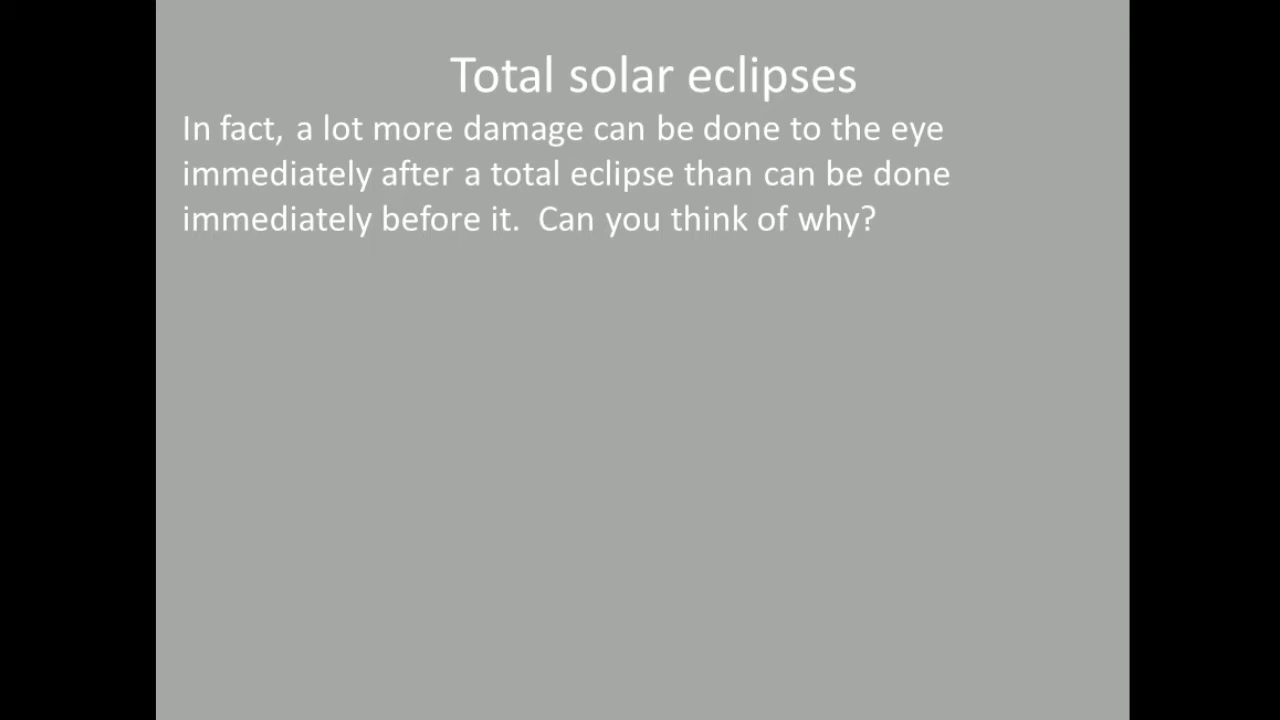 Total solar eclipses
In fact, a lot more damage can be done to the eye
immediately after a total eclipse than can be done
immediately before it.  Can you think of why?